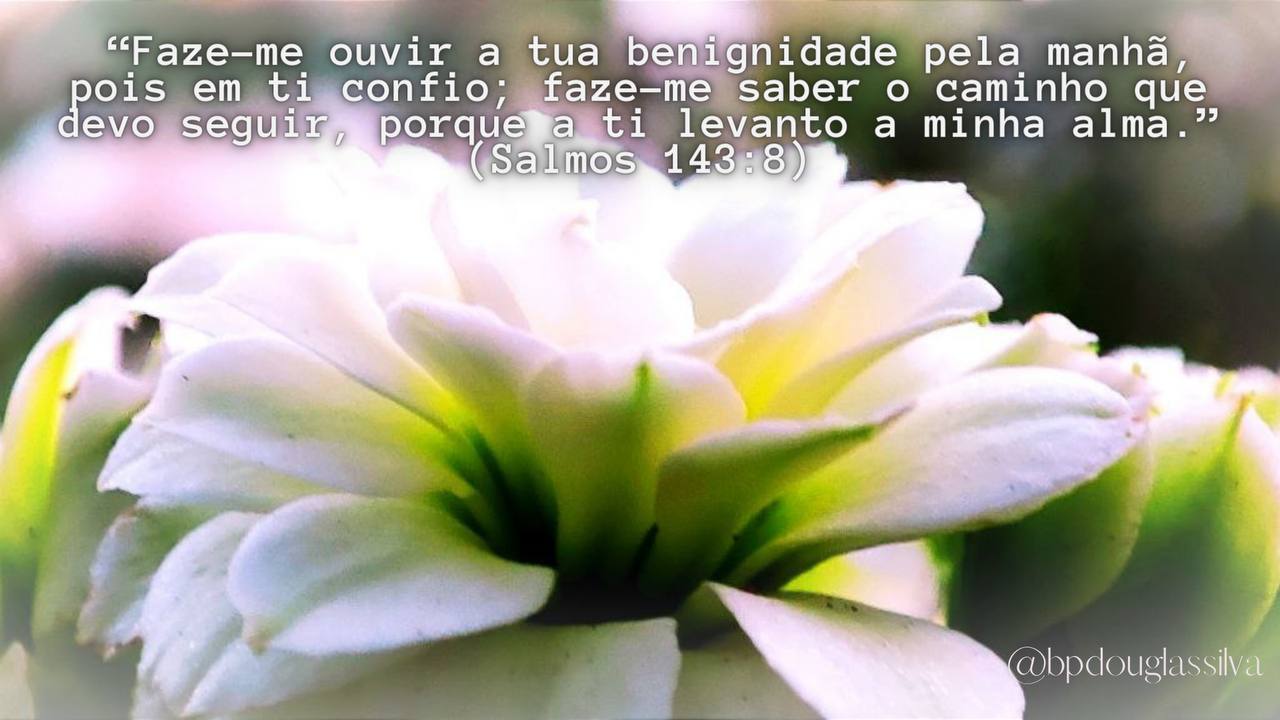 “Faze-me ouvir a tua benignidade pela manhã,
pois em ti confio; faze-me saber o caminho que
devo seguir, porque a ti levanto a minha alma.”
(Salmos 143:8)
@bpdouglassilva